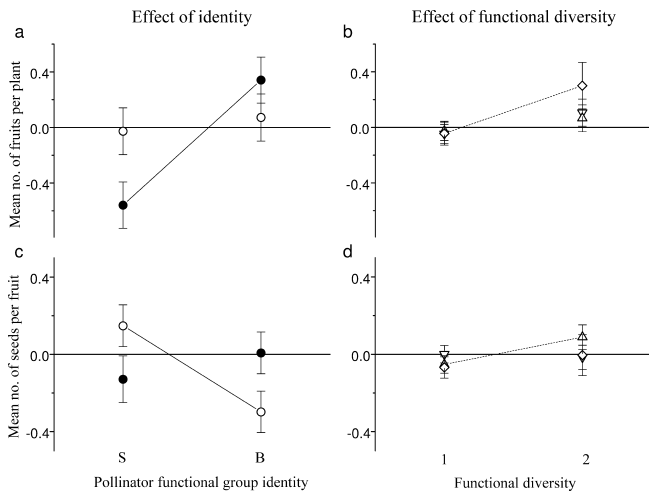 Effect of identity
Effect of functional diversity
a
b
Mean no. of fruits per plant
0.4
0.0
-0.4
0.4
0.0
-0.4
c
d
Mean no. of seeds per fruit
0.4
0.0
-0.4
0.4
0.0
-0.4
S
B
1
2
Pollinator functional group identity
Functional diversity